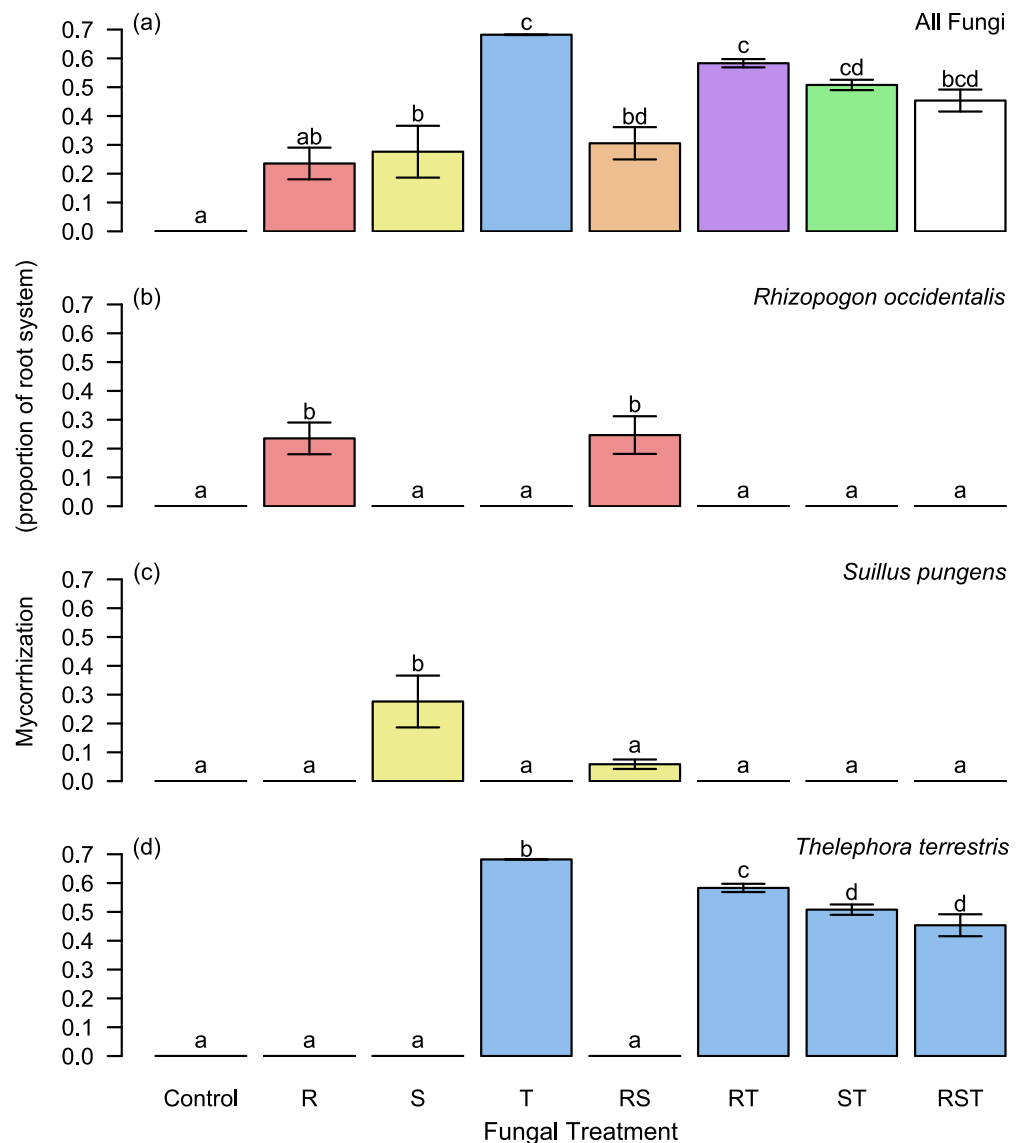 (a) All Fungi
0.7
0.6
0.5
0.4
0.3
0.2
0.1
0.0
a ab b c bd c cd bcd
(b) Rhizopogon occidentalis
0.7
0.6
0.5
0.4
0.3
0.2
0.1
0.0
a b a a b a a a
(c) Suillus pungens
0.7
0.6
0.5
0.4
0.3
0.2
0.1
0.0
a a b a a a a a
(d) Thelephora terrestris
0.7
0.6
0.5
0.4
0.3
0.2
0.1
0.0
a a a b a c d d
Control R S T RS RT ST RST
Fungal Treatment
Mycorrhization
(proportion of root system)